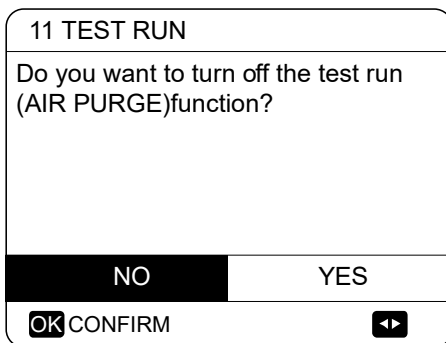 11 TEST RUN
Do you want to turn off the test run
(AIR PURGE)function?
NO YES
OK CONFIRM